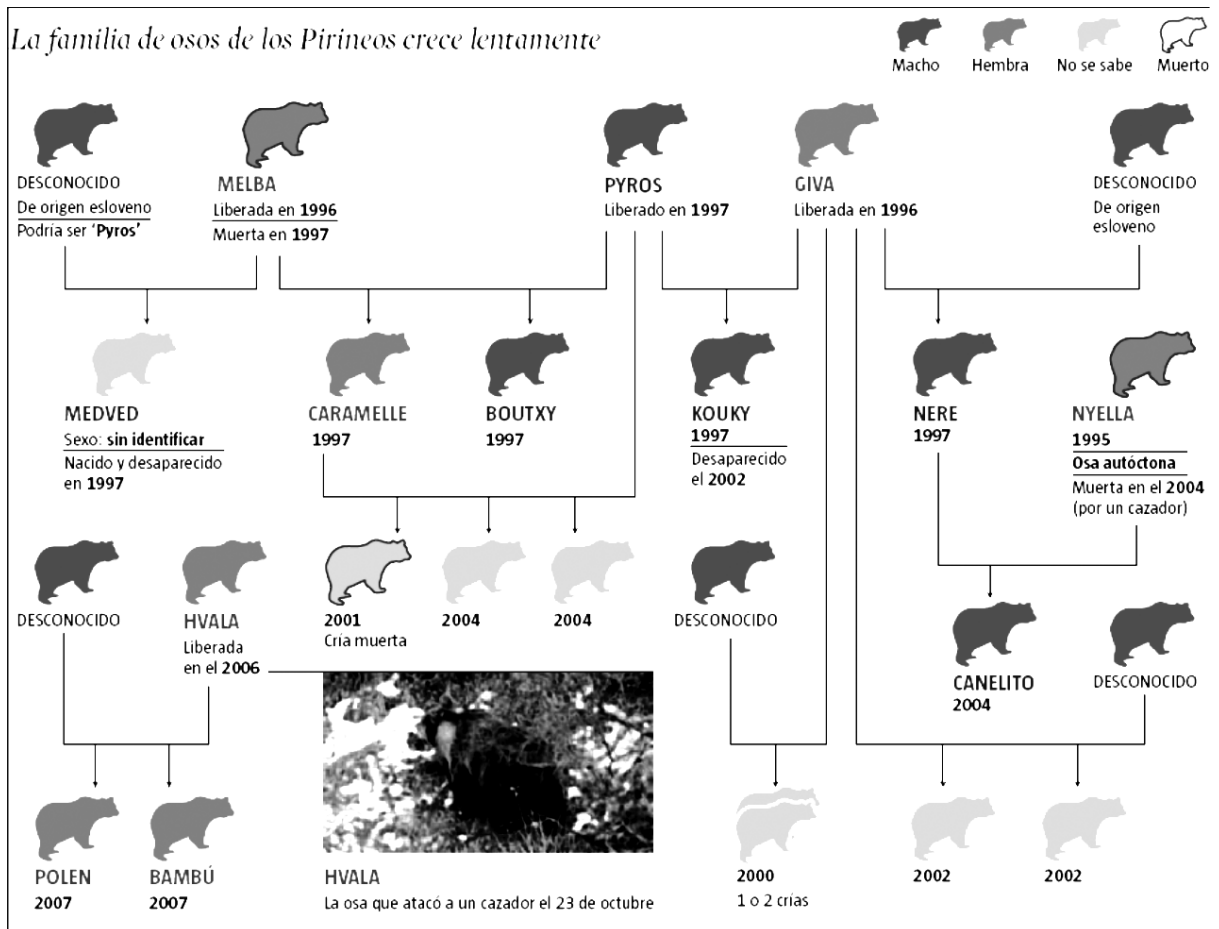 La familia de osos de los Pirineos crece lentamente
Macho
Hembra
No se sabe
Muerto
DESCONOCIDO
De origen esloveno
Podría ser ‘Pyros’
MELBA
Liberada en 1996
Muerta en 1997
PYROS
Liberado en 1997
GIVA
Liberada en 1996
DESCONOCIDO
De origen
esloveno
MEDVED
Sexo: sin identificar
Nacido y desaparecido
en 1997
CARAMELLE
1997
BOUTXY
1997
KOUKY
1997
Desaparecido
el 2002
NERE
1997
NYELLA
1995
Osa autóctona
Muerta en el 2004
(por un cazador)
DESCONOCIDO
HVALA
Liberada
en el 2006
2001
Cría muerta
2004
2004
DESCONOCIDO
CANELITO
2004
DESCONOCIDO
POLEN
2007
BAMBÚ
2007
HVALA
La osa que atacó a un cazador el 23 de octubre
2000
1 o 2 crías
2002
2002